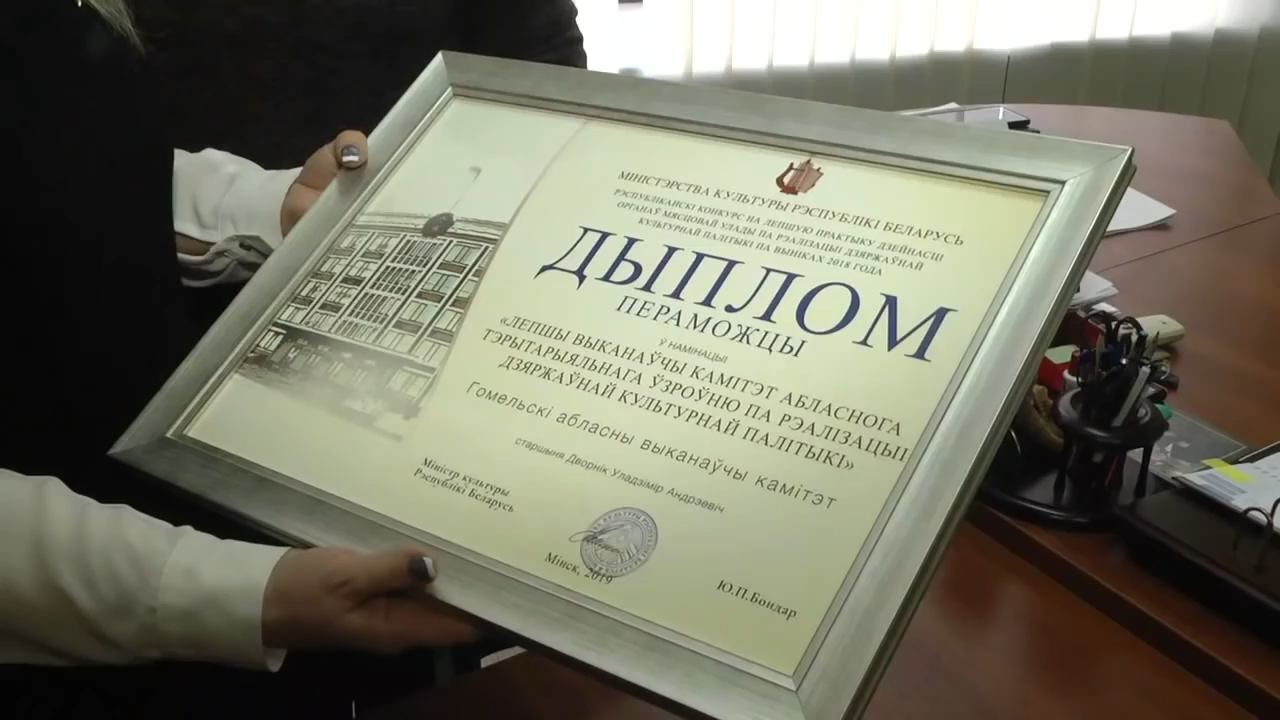 МІНІСТЭРСТВА КУЛЬТУРЫ РЭСПУБЛІКІ БЕЛАРУСЬ
РЭСПУБЛІКАНСКІ КОНКУРС НА ЛЕПШУЮ ПРАКТЫКУ ДЗЕЙНАСЦІ
ОРГАНАЎ МЯСЦОВАЙ УЛАДЫ ПА РЭАЛІЗАЦЫІ ДЗЯРЖАЎНАЙ
КУЛЬТУРНАЙ ПАЛІТЫКІ ПА ВЫНІКАХ 2018 ГОДА
ДЫПЛОМ
ПЕРАМОЖЦЫ
Ў НАМІНАЦЫІ
«ЛЕПШЫ ВЫКАНАЎЧЫ КАМІТЭТ АБЛАСНОГА
ТЭРЫТАРЫЯЛЬНАГА ЎЗРОЎНЮ ПА РЭАЛІЗАЦЫІ
ДЗЯРЖАЎНАЙ КУЛЬТУРНАЙ ПАЛІТЫКІ»
Гомельскі абласны выканаўчы камітэт
старшыня Дворнік Уладзімір Андрэевіч
Міністр культуры
Рэспублікі Беларусь
Ю.П.Бондар
Мінск, 2019